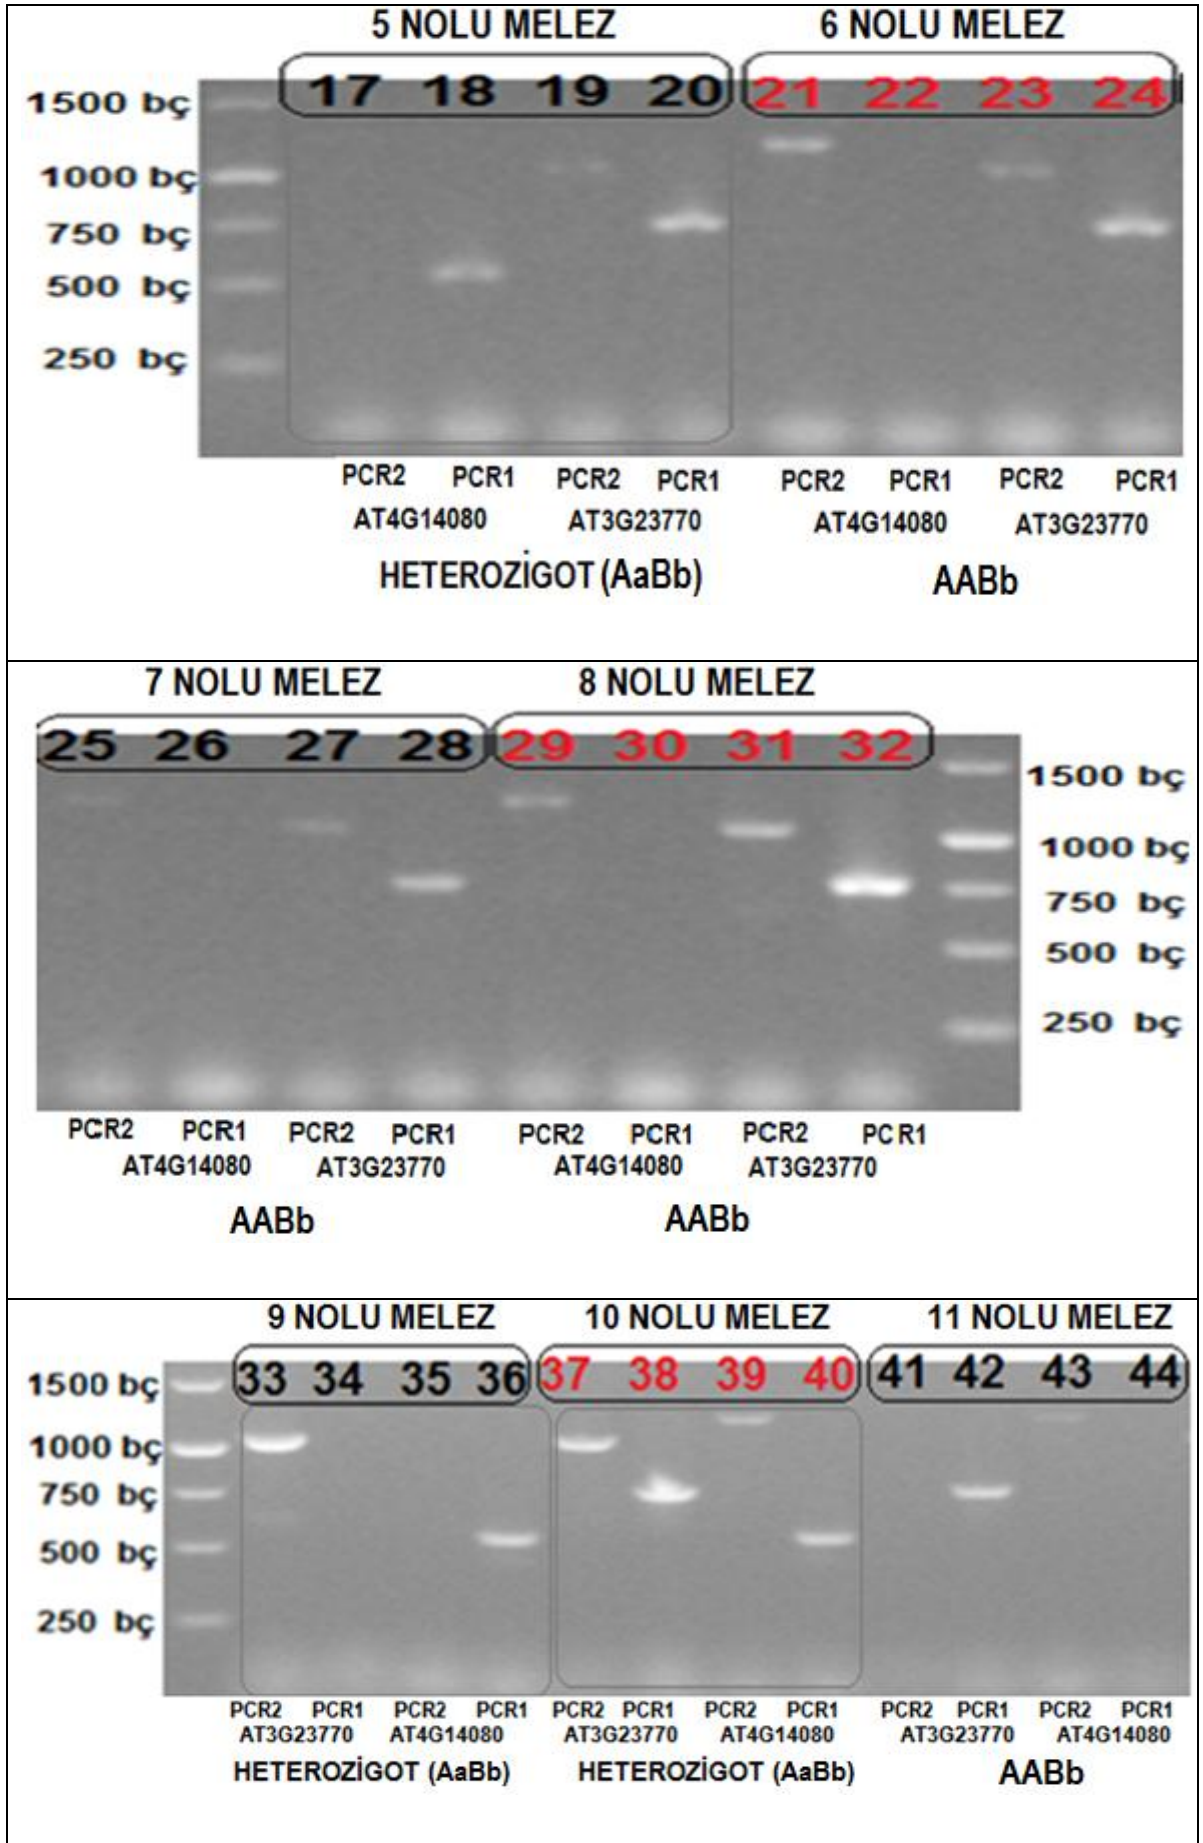 5 NOLU MELEZ 6 NOLU MELEZ
17 18 19 20 21 22 23 24
1500 bç
1000 bç
750 bç
500 bç
250 bç
PCR2 PCR1 PCR2 PCR1 PCR2 PCR1 PCR2 PCR1
AT4G14080 AT3G23770 AT4G14080 AT3G23770
HETEROZİGOT (AaBb) AABb
7 NOLU MELEZ 8 NOLU MELEZ
25 26 27 28 29 30 31 32
1500 bç
1000 bç
750 bç
500 bç
250 bç
PCR2 PCR1 PCR2 PCR1 PCR2 PCR1 PCR2 PCR1
AT4G14080 AT3G23770 AT4G14080 AT3G23770
AABb AABb
9 NOLU MELEZ 10 NOLU MELEZ 11 NOLU MELEZ
33 34 35 36 37 38 39 40 41 42 43 44
1500 bç
1000 bç
750 bç
500 bç
250 bç
PCR2 PCR1 PCR2 PCR1 PCR2 PCR1 PCR2 PCR1 PCR2 PCR1 PCR2 PCR1
AT3G23770 AT4G14080 AT3G23770 AT4G14080 AT3G23770 AT4G14080
HETEROZİGOT (AaBb) HETEROZİGOT (AaBb) AABb